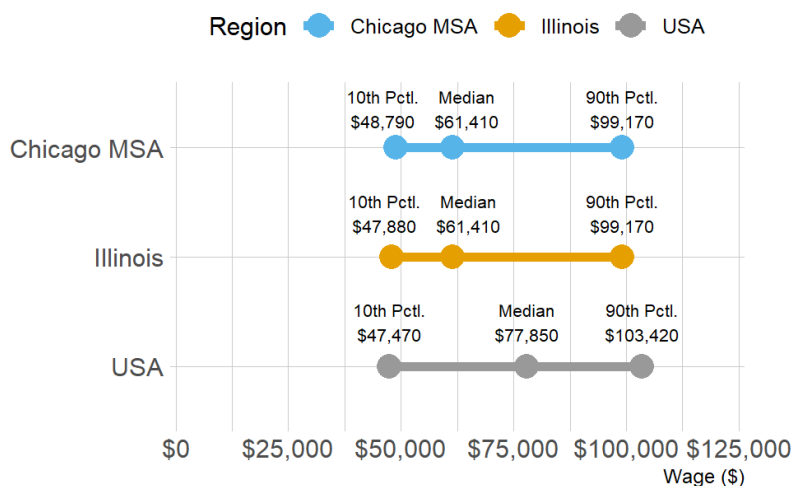 Region Chicago MSA Illinois USA
10th Pctl. Median 90th Pctl.
$48,790 $61,410 $99,170
Chicago MSA
10th Pctl. Median 90th Pctl.
$47,880 $61,410 $99,170
Illinois
10th Pctl. Median 90th Pctl.
$47,470 $77,850 $103,420
USA
$0 $25,000 $50,000 $75,000 $100,000 $125,000
Wage ($)